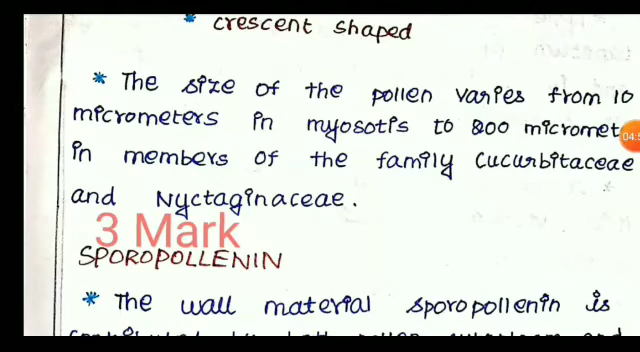 * crescent shaped
* The size of the pollen varies from 10
micrometers in myosotis to 200 micromet
in members of the family Cucurbitaceae
and Nyctaginaceae.
3 Mark
SPOROPOLLENIN
* The wall material sporopollenin is